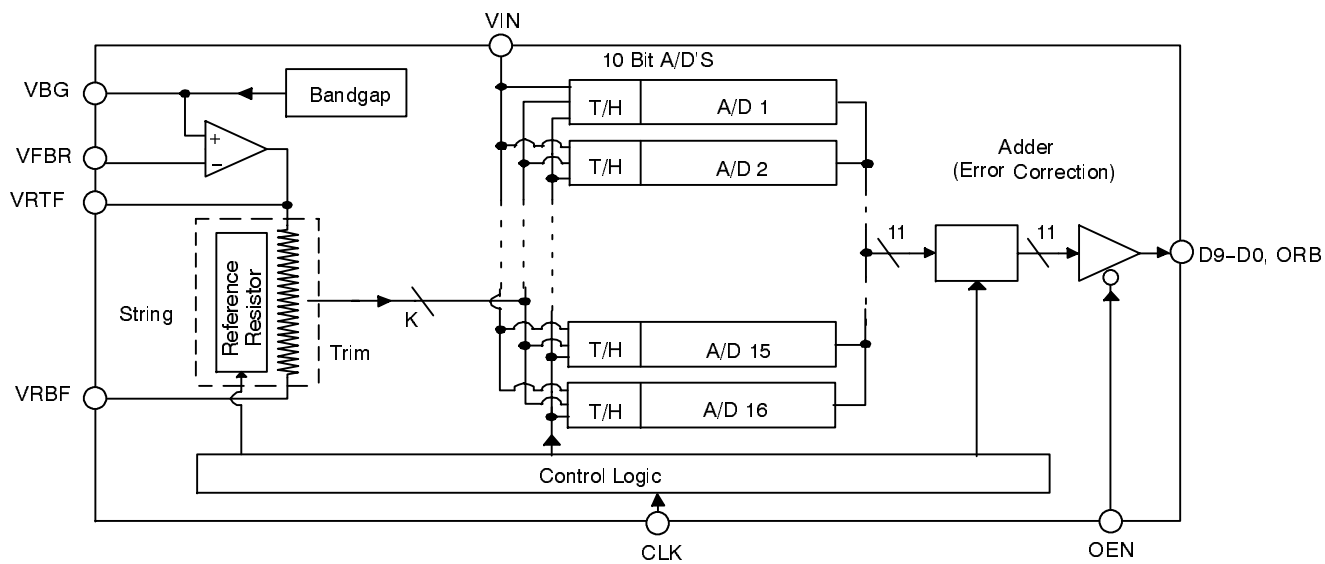 VIN
10 Bit A/D'S
VBG
Bandgap
T/H
A/D 1
+
VFBR
−
T/H
A/D 2
Adder
(Error Correction)
VRTF
11
11
D9–D0, ORB
String
Reference
Resistor
K
Trim
T/H
A/D 15
VRBF
T/H
A/D 16
Control Logic
CLK
OEN